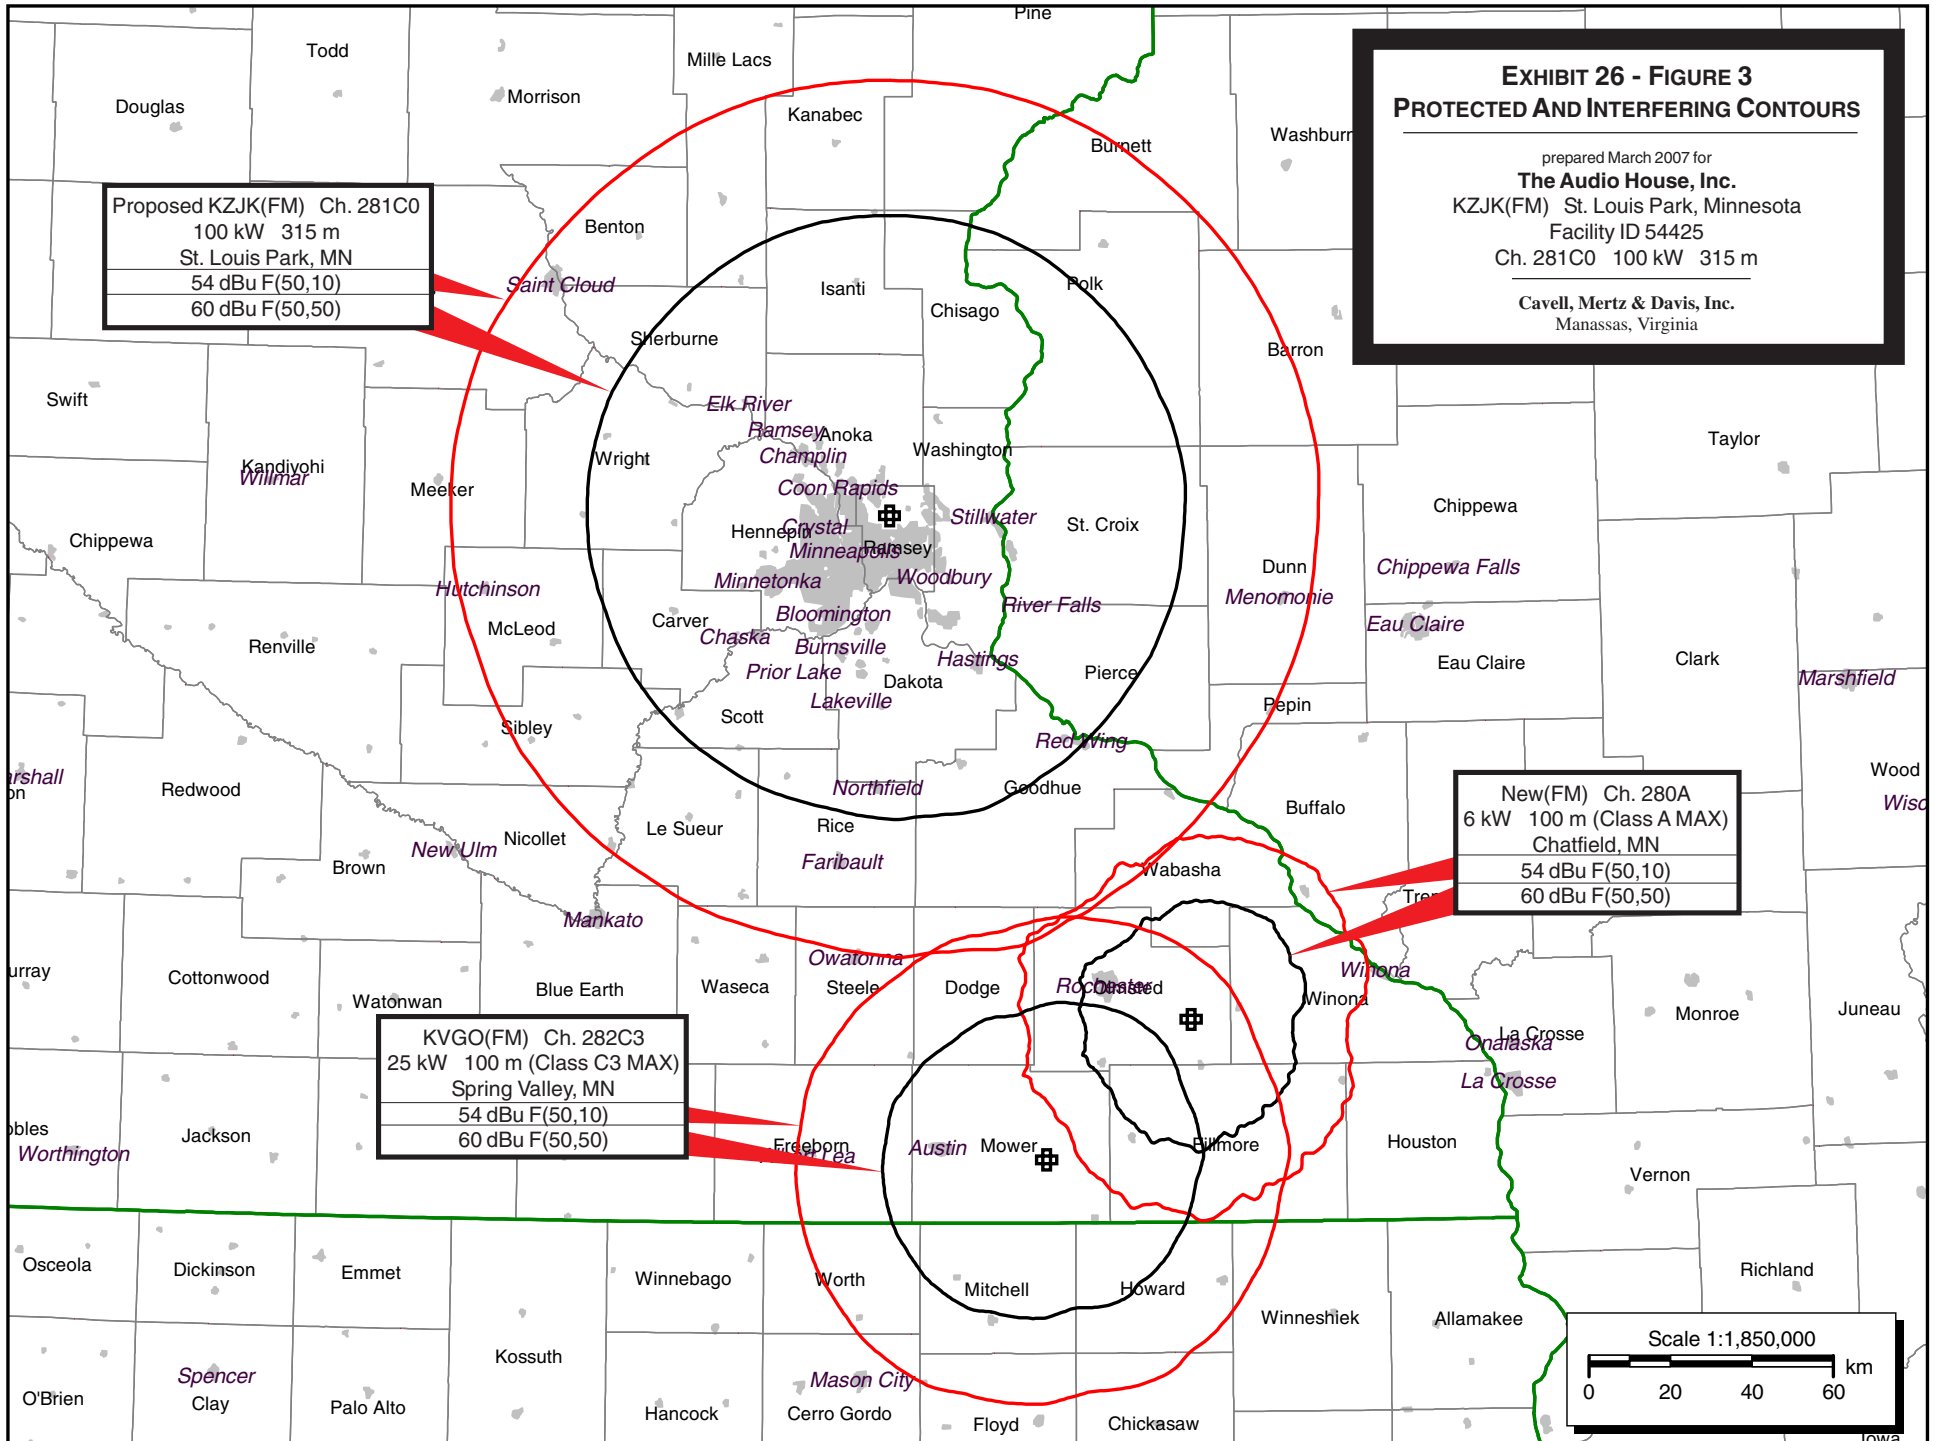 Pine
Todd
Mille Lacs
Douglas
Morrison
Kanabec
Burnett
Washburn
EXHIBIT 26 - FIGURE 3
PROTECTED AND INTERFERING CONTOURS
prepared March 2007 for
The Audio House, Inc.
KZJK(FM) St. Louis Park, Minnesota
Facility ID 54425
Ch. 281C0 100 kW 315 m
Cavell, Mertz & Davis, Inc.
Manassas, Virginia
Proposed KZJK(FM) Ch. 281C0
100 kW 315 m
St. Louis Park, MN
54 dBu F(50,10)
60 dBu F(50,50)
Benton
Saint Cloud
Isanti
Chisago
Polk
Sherburne
Barron
Swift
Elk River
Ramsey
Anoka
Washington
Taylor
Champlin
Wright
Kandiyohi
Willmar
Meeker
Coon Rapids
Chippewa
Stillwater
St. Croix
Crystal
Hennepin
Chippewa
Ramsey
Minneapolis
Dunn
Chippewa Falls
Minnetonka
Woodbury
Hutchinson
Menomonie
River Falls
Bloomington
Carver
McLeod
Chaska
Eau Claire
Renville
Burnsville
Hastings
Eau Claire
Clark
Prior Lake
Pierce
Marshfield
Dakota
Lakeville
Pepin
Scott
Sibley
Red Wing
arshall
on
Redwood
Northfield
Goodhue
Wood
Wisc
Buffalo
New(FM) Ch. 280A
6 kW 100 m (Class A MAX)
Chatfield, MN
54 dBu F(50,10)
60 dBu F(50,50)
Le Sueur
Rice
Nicollet
New Ulm
Brown
Faribault
Wabasha
Trem
Mankato
Owatonna
urray
Cottonwood
Watonwan
Blue Earth
Waseca
Steele
Dodge
Rochester
Olmsted
Winona
Winona
Monroe
Juneau
La Crosse
Onalaska
La Crosse
KVGO(FM) Ch. 282C3
25 kW 100 m (Class C3 MAX)
Spring Valley, MN
54 dBu F(50,10)
60 dBu F(50,50)
obles
Worthington
Jackson
Freeborn
Lea
Austin
Mower
Fillmore
Houston
Vernon
Osceola
Dickinson
Emmet
Winnebago
Worth
Mitchell
Howard
Winneshiek
Allamakee
Richland
Kossuth
Spencer
Clay
O'Brien
Palo Alto
Hancock
Mason City
Cerro Gordo
Floyd
Chickasaw
Scale 1:1,850,000
km
0 20 40 60
Iowa